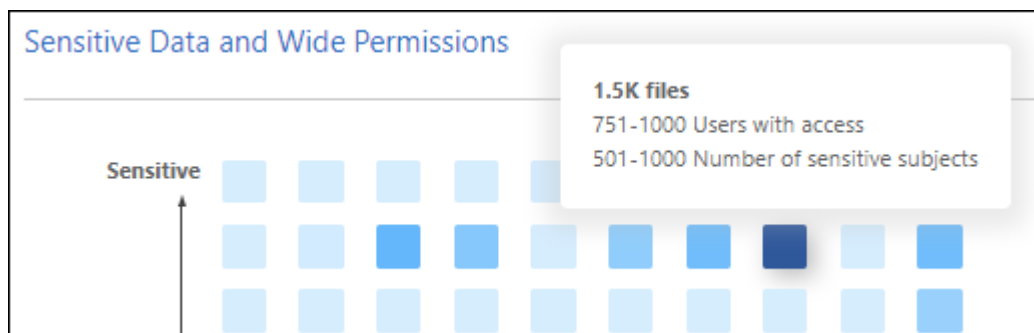 Sensitive Data and Wide Permissions
1.5K files
751-1000 Users with access
501-1000 Number of sensitive subjects
Sensitive